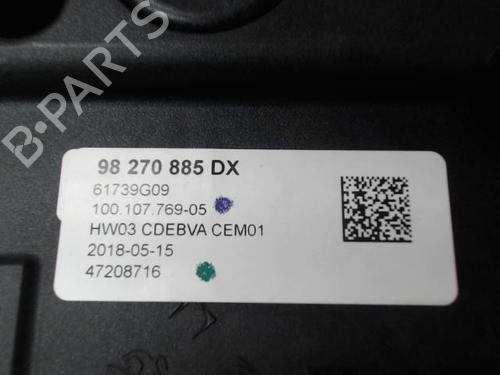 98 270 885 DX
61739G09
100.107.769-05
HW03 CDEBVA CEM01
2018-05-15
47208716
B-PARTS